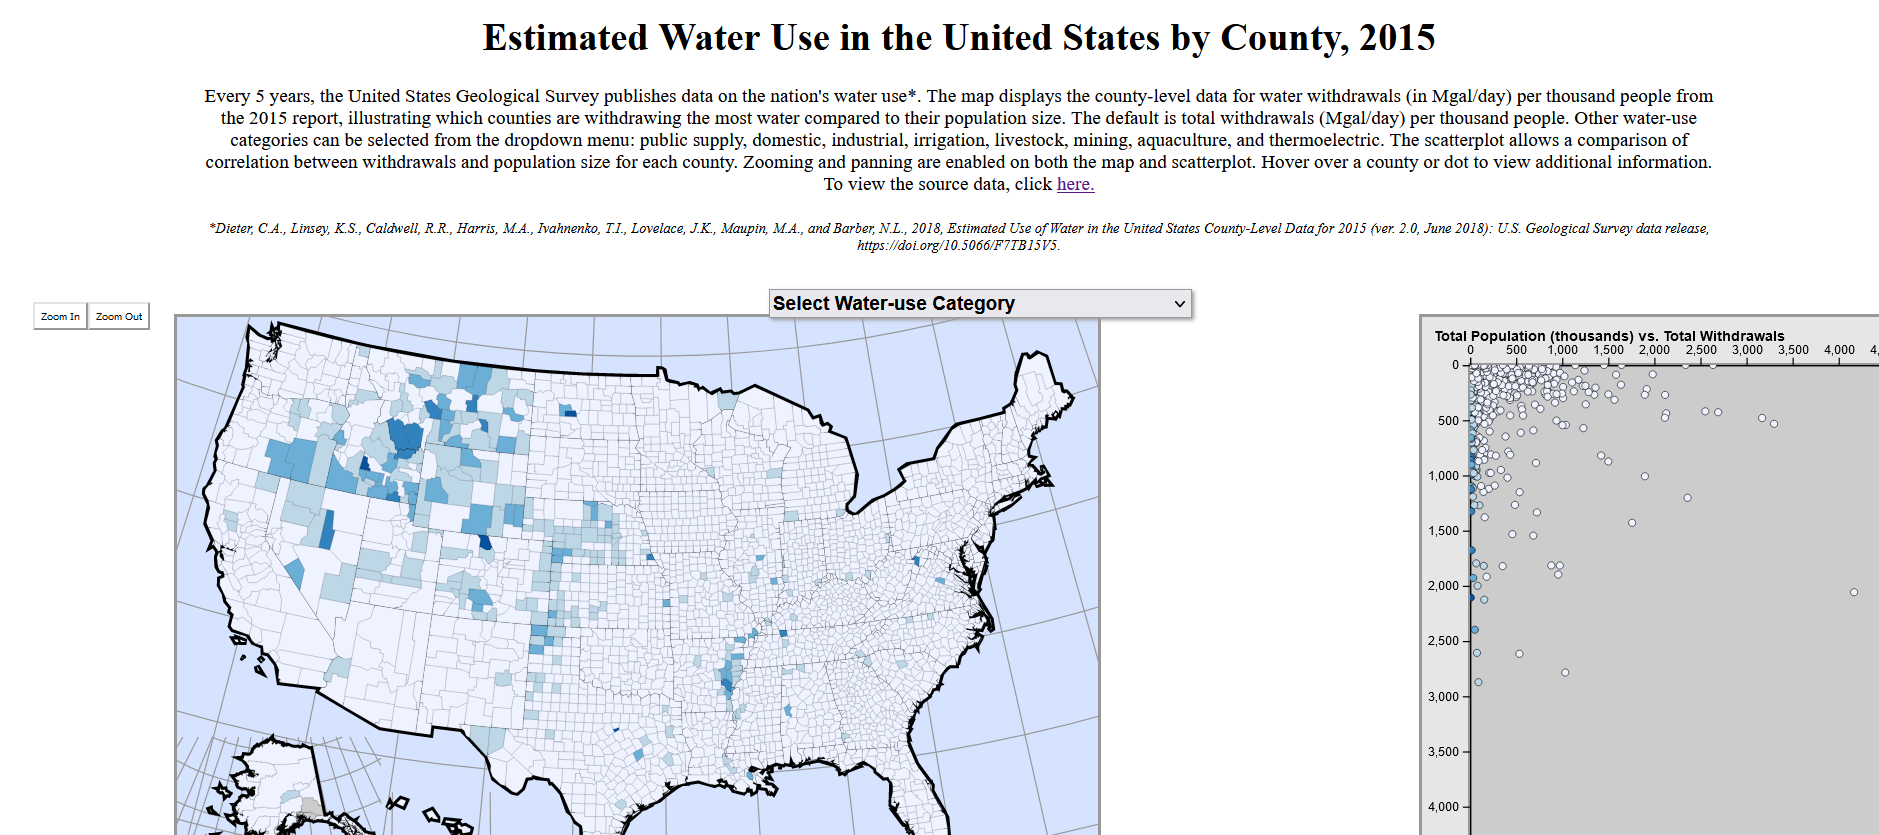 Estimated Water Use in the United States by County, 2015
Every 5 years, the United States Geological Survey publishes data on the nation's water use*. The map displays the county-level data for water withdrawals (in Mgal/day) per thousand people from
the 2015 report, illustrating which counties are withdrawing the most water compared to their population size. The default is total withdrawals (Mgal/day) per thousand people. Other water-use
categories can be selected from the dropdown menu: public supply, domestic, industrial, irrigation, livestock, mining, aquaculture, and thermoelectric. The scatterplot allows a comparison of
correlation between withdrawals and population size for each county. Zooming and panning are enabled on both the map and scatterplot. Hover over a county or dot to view additional information.
To view the source data, click here.
*Dieter, C.A., Linsey, K.S., Caldwell, R.R., Harris, M.A., Ivahnenko, T.I., Lovelace, J.K., Maupin, M.A., and Barber, N.L., 2018, Estimated Use of Water in the United States County-Level Data for 2015 (ver. 2.0, June 2018): U.S. Geological Survey data release,
https://doi.org/10.5066/F7TB15V5.
Zoom In Zoom Out
Select Water-use Category
Total Population (thousands) vs. Total Withdrawals
0 500 1,000 1,500 2,000 2,500 3,000 3,500 4,000 4,
0
500
1,000
1,500
2,000
2,500
3,000
3,500
4,000